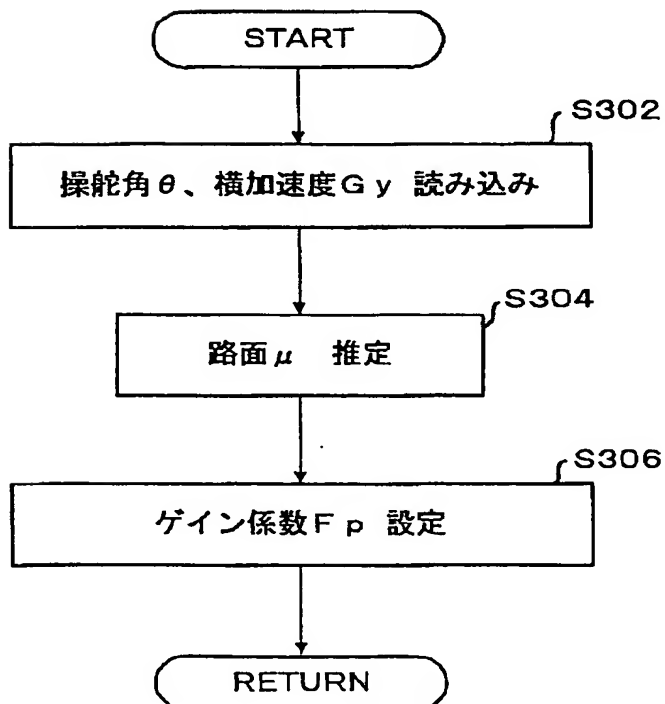 START
S302
操舵角θ、横加速度Gy 読み込み
S304
路面μ 推定
S306
ゲイン係数Fp 設定
RETURN